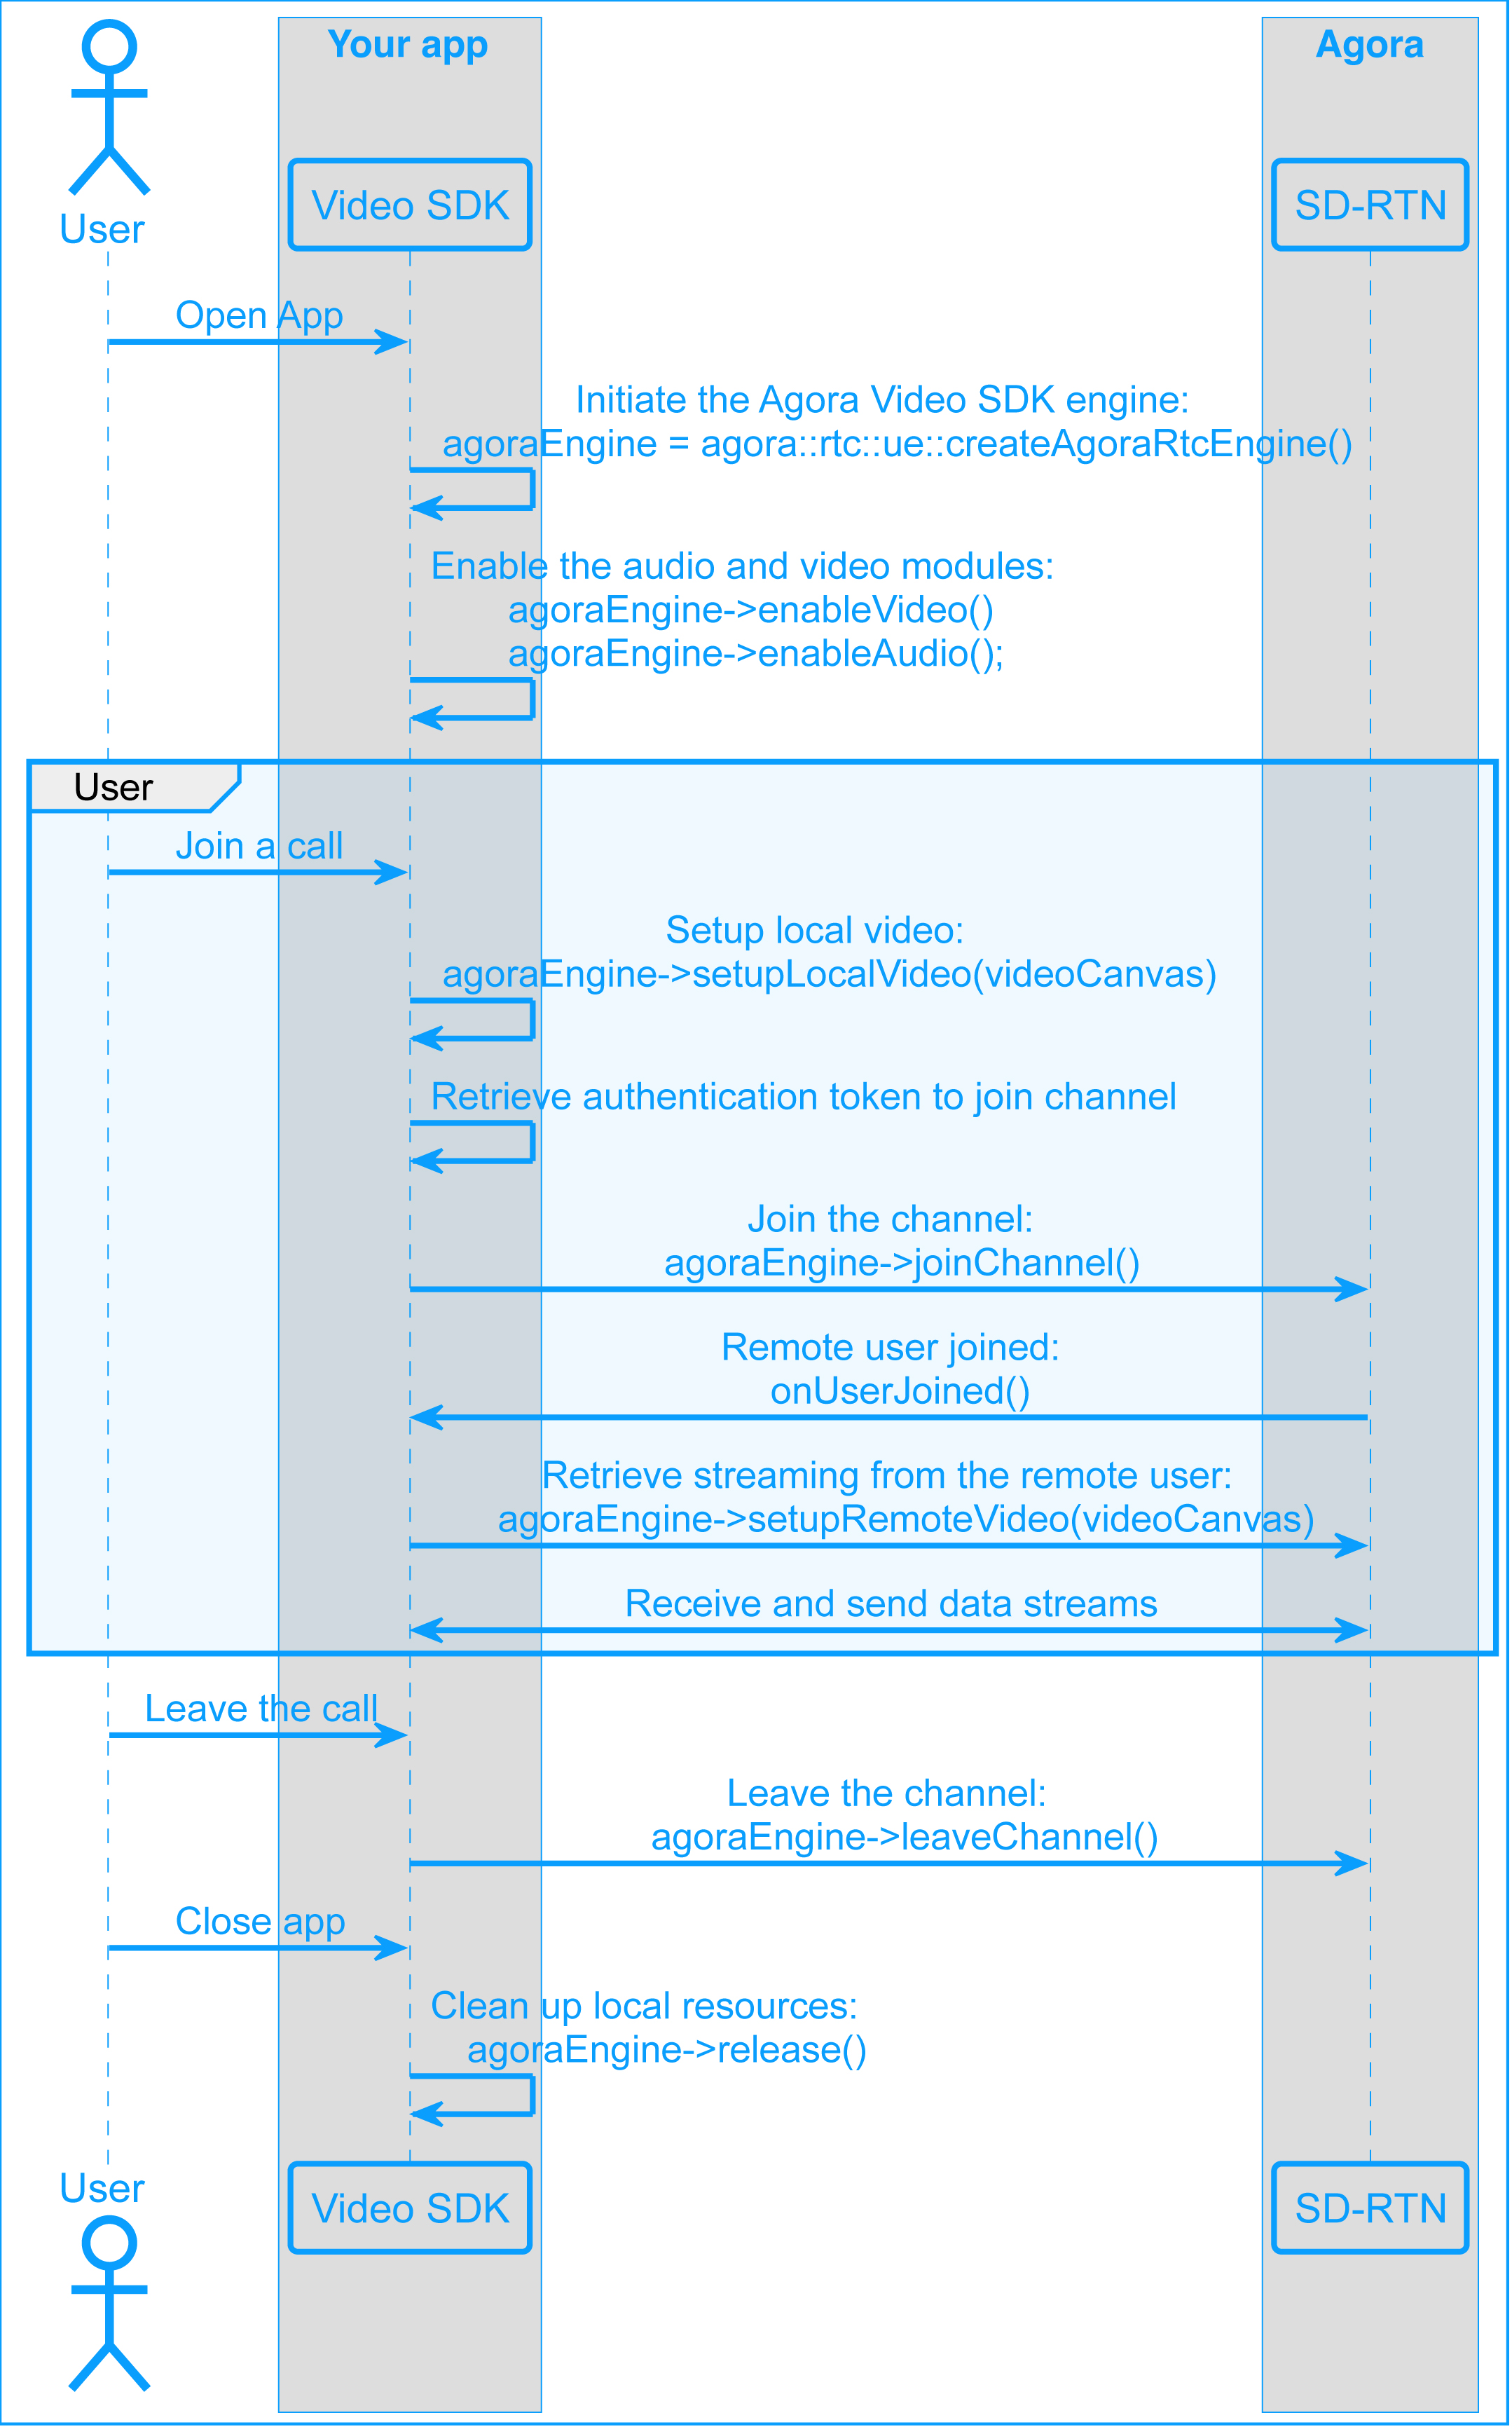 Your app
Agora
User
Video SDK
SD-RTN
Open App
Initiate the Agora Video SDK engine:
agoraEngine = agora::rtc::ue::createAgoraRtcEngine()
Enable the audio and video modules:
agoraEngine->enableVideo()
agoraEngine->enableAudio();
User
Join a call
Setup local video:
agoraEngine->setupLocalVideo(videoCanvas)
Retrieve authentication token to join channel
Join the channel:
agoraEngine->joinChannel()
Remote user joined:
onUserJoined()
Retrieve streaming from the remote user:
agoraEngine->setupRemoteVideo(videoCanvas)
Receive and send data streams
Leave the call
Leave the channel:
agoraEngine->leaveChannel()
Close app
Clean up local resources:
agoraEngine->release()
User
Video SDK
SD-RTN